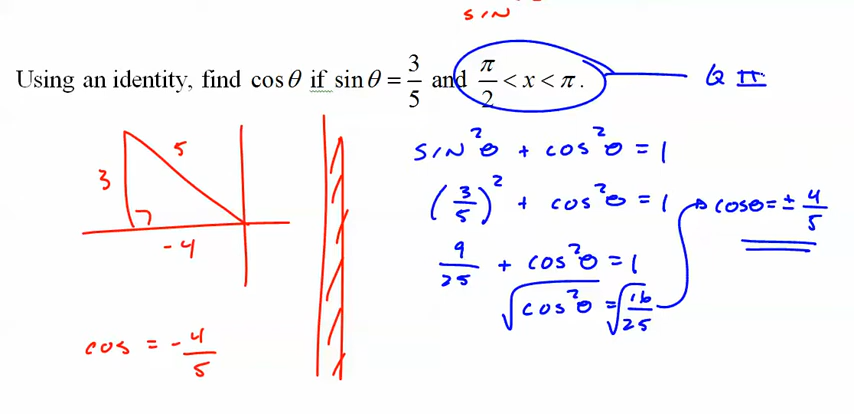 sin
Using an identity, find cos θ if sin θ = 3/5 and π/2 < x < π.
Q II
3
5
-4
cos = -4/5
sin²θ + cos²θ = 1
(3/5)² + cos²θ = 1
9/25 + cos²θ = 1
√cos²θ = √16/25
cosθ = ± 4/5